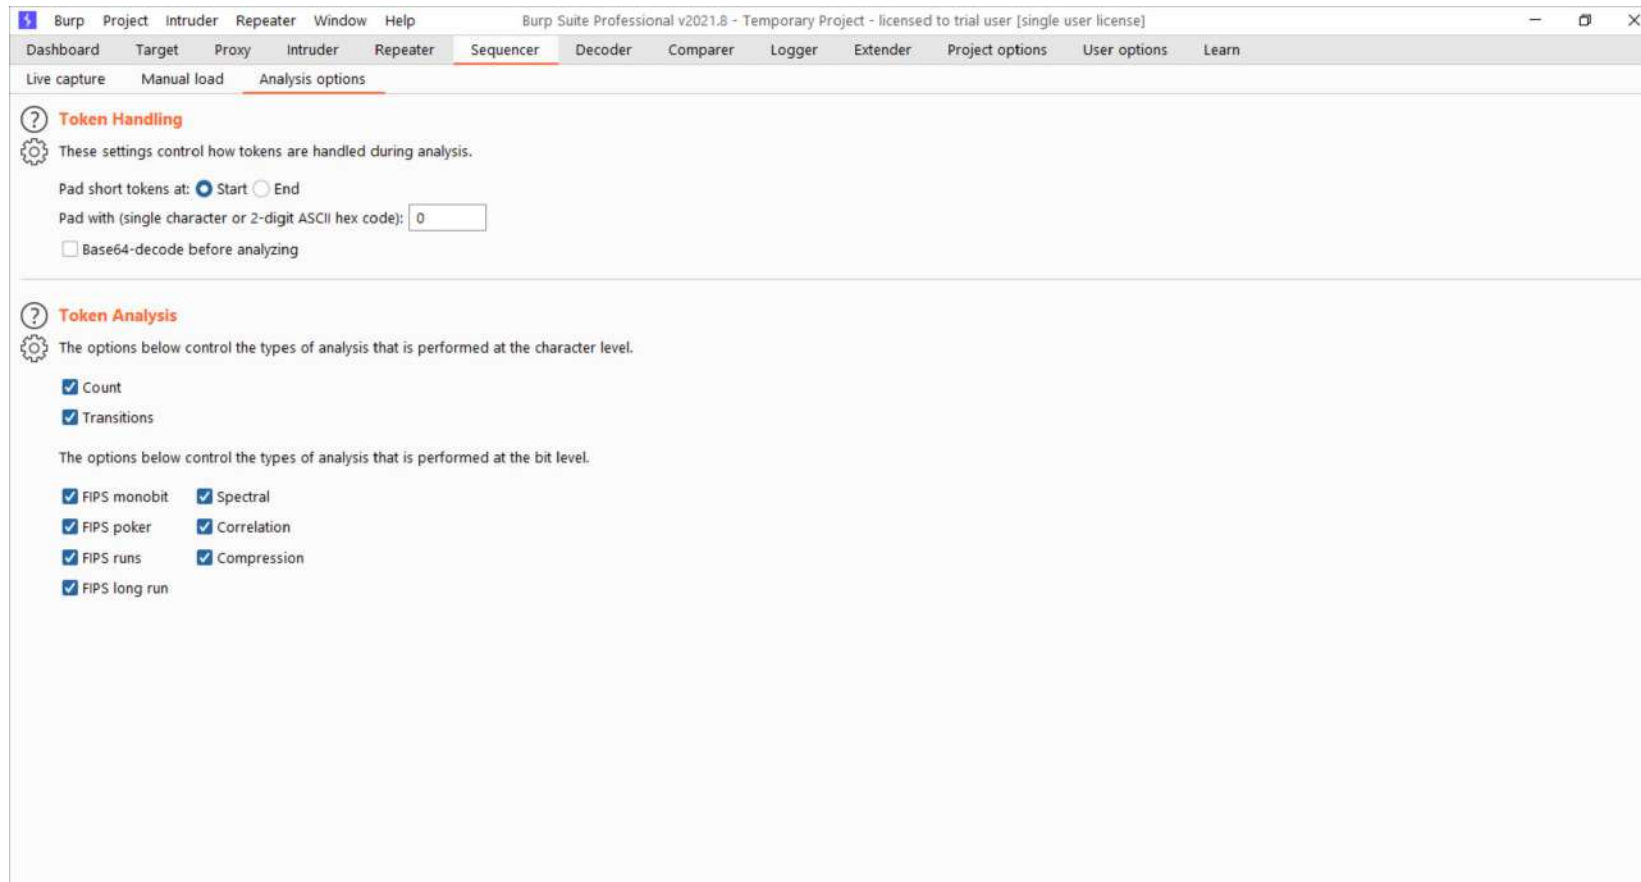 Burp Project Intruder Repeater Window Help Burp Suite Professional v2021.8 - Temporary Project - licensed to trial user [single user license]
Dashboard Target Proxy Intruder Repeater Sequencer Decoder Comparer Logger Extender Project options User options Learn
Live capture Manual load Analysis options
? Token Handling
These settings control how tokens are handled during analysis.
Pad short tokens at: Start End
Pad with (single character or 2-digit ASCII hex code): 0
Base64-decode before analyzing
? Token Analysis
The options below control the types of analysis that is performed at the character level.
Count
Transitions
The options below control the types of analysis that is performed at the bit level.
FIPS monobit Spectral
FIPS poker Correlation
FIPS runs Compression
FIPS long run